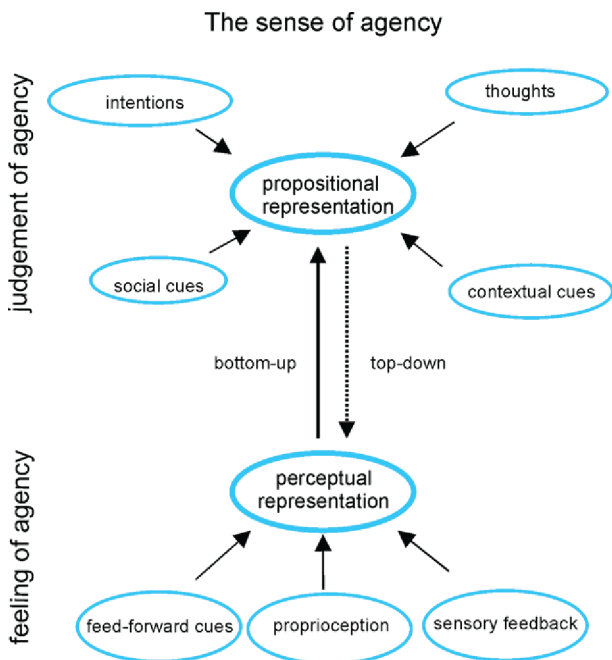 The sense of agency
judgement of agency
intentions
thoughts
propositional
representation
social cues
contextual cues
bottom-up
top-down
feeling of agency
perceptual
representation
feed-forward cues
proprioception
sensory feedback